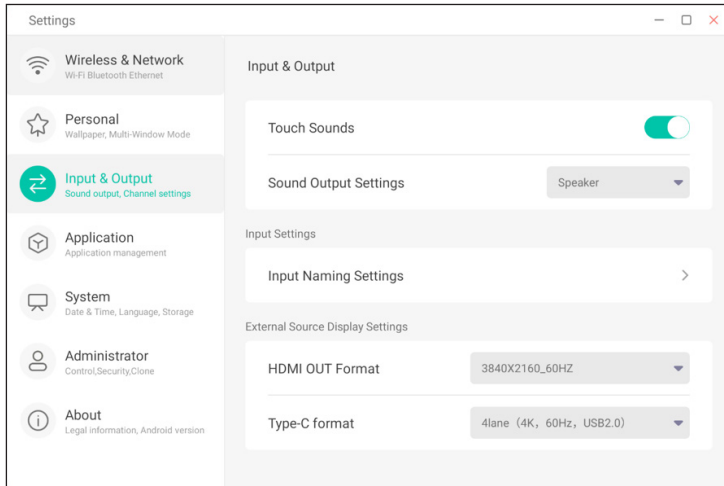 Settings
Wireless & Network
Wi-Fi Bluetooth Ethernet
Personal
Wallpaper, Multi-Window Mode
Input & Output
Sound output, Channel settings
Application
Application management
System
Date & Time, Language, Storage
Administrator
Control,Security,Clone
About
Legal information, Android version
Input & Output
Touch Sounds
Sound Output Settings
Speaker
Input Settings
Input Naming Settings
External Source Display Settings
HDMI OUT Format
3840X2160_60HZ
Type-C format
4lane（4K，60Hz，USB2.0）